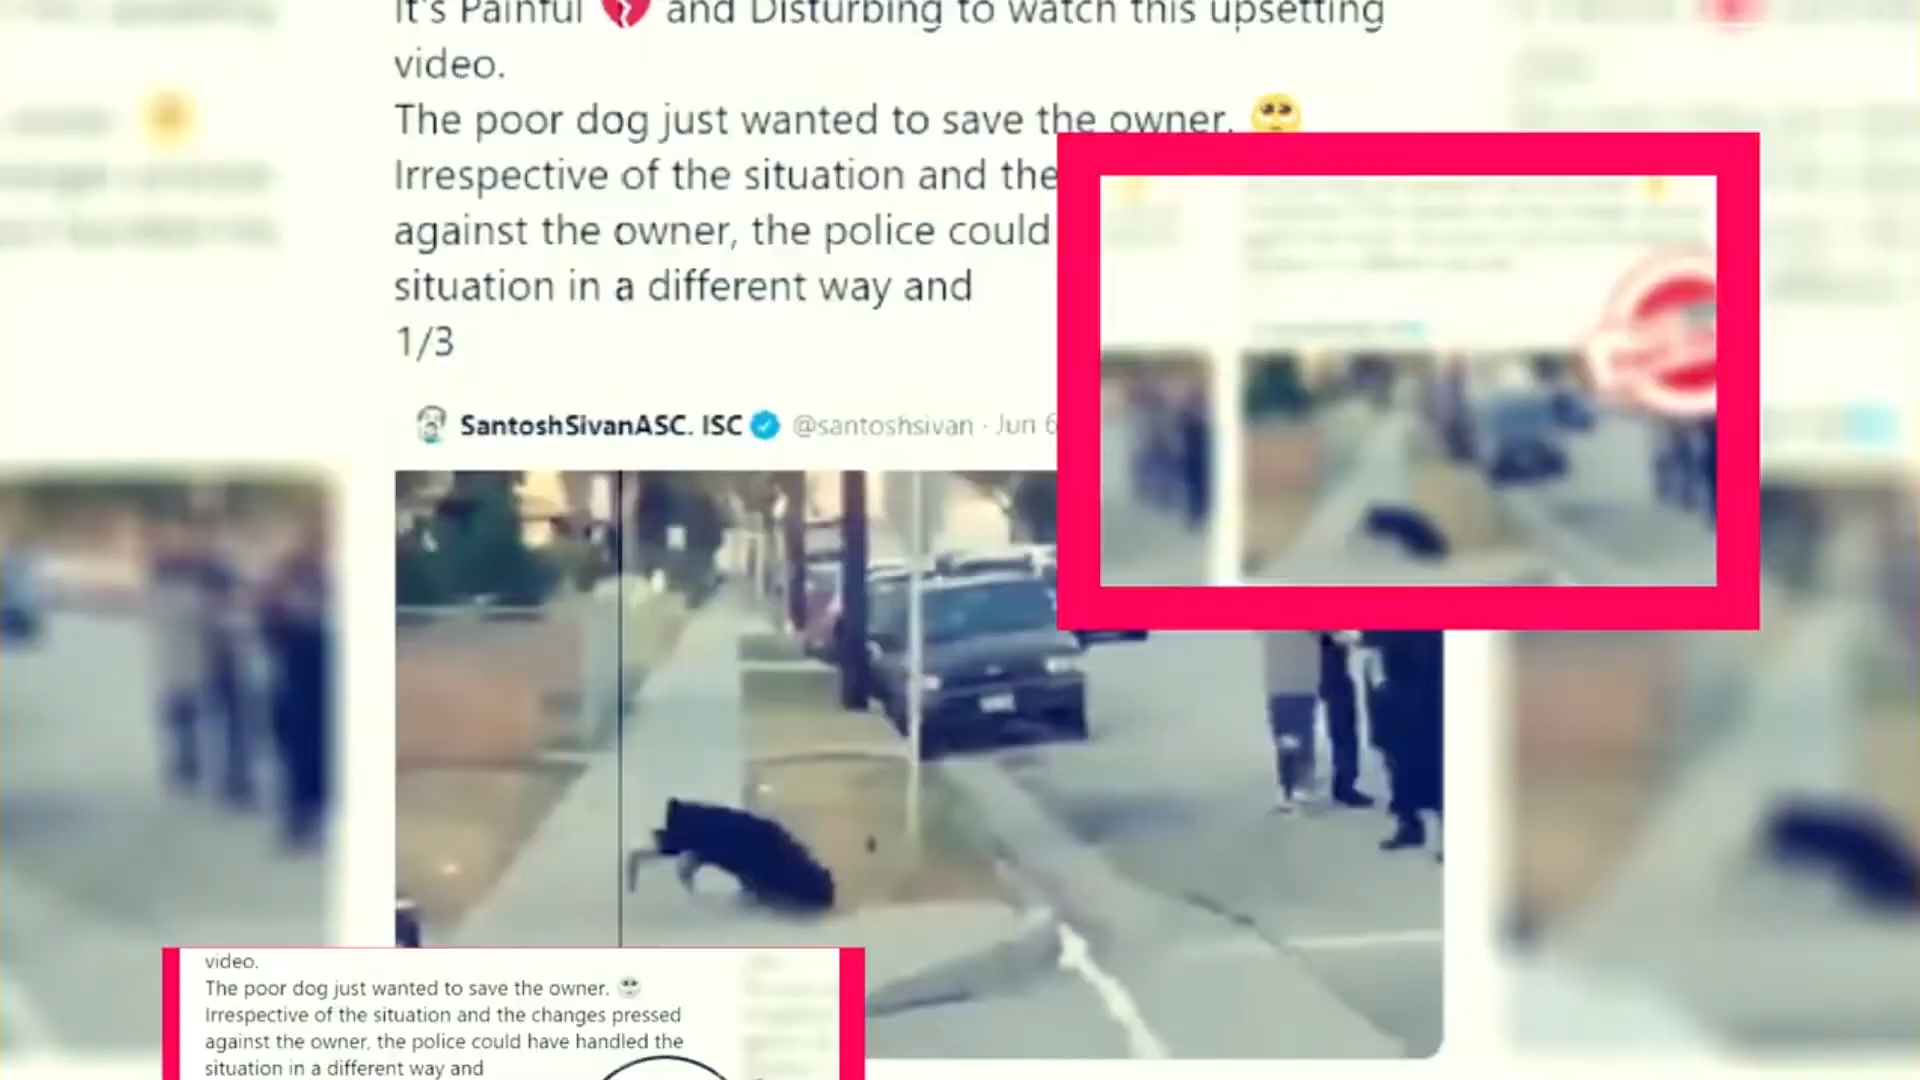 It's Painful 💔 and Disturbing to watch this upsetting
video.
The poor dog just wanted to save the owner. 🥺
Irrespective of the situation and the
against the owner, the police could
situation in a different way and
1/3
SantoshSivanASC. ISC @santoshsivan · Jun 6
video.
The poor dog just wanted to save the owner. 🥺
Irrespective of the situation and the changes pressed
against the owner, the police could have handled the
situation in a different way and